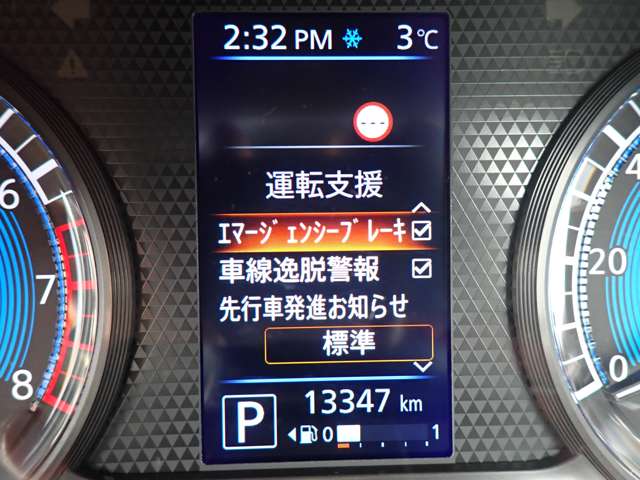 2:32 PM 3℃
---
運転支援
エマージェンシーブレーキ
車線逸脱警報
先行車発進お知らせ
標準
P 13347 km
0 1
6
7
8
40
20
0